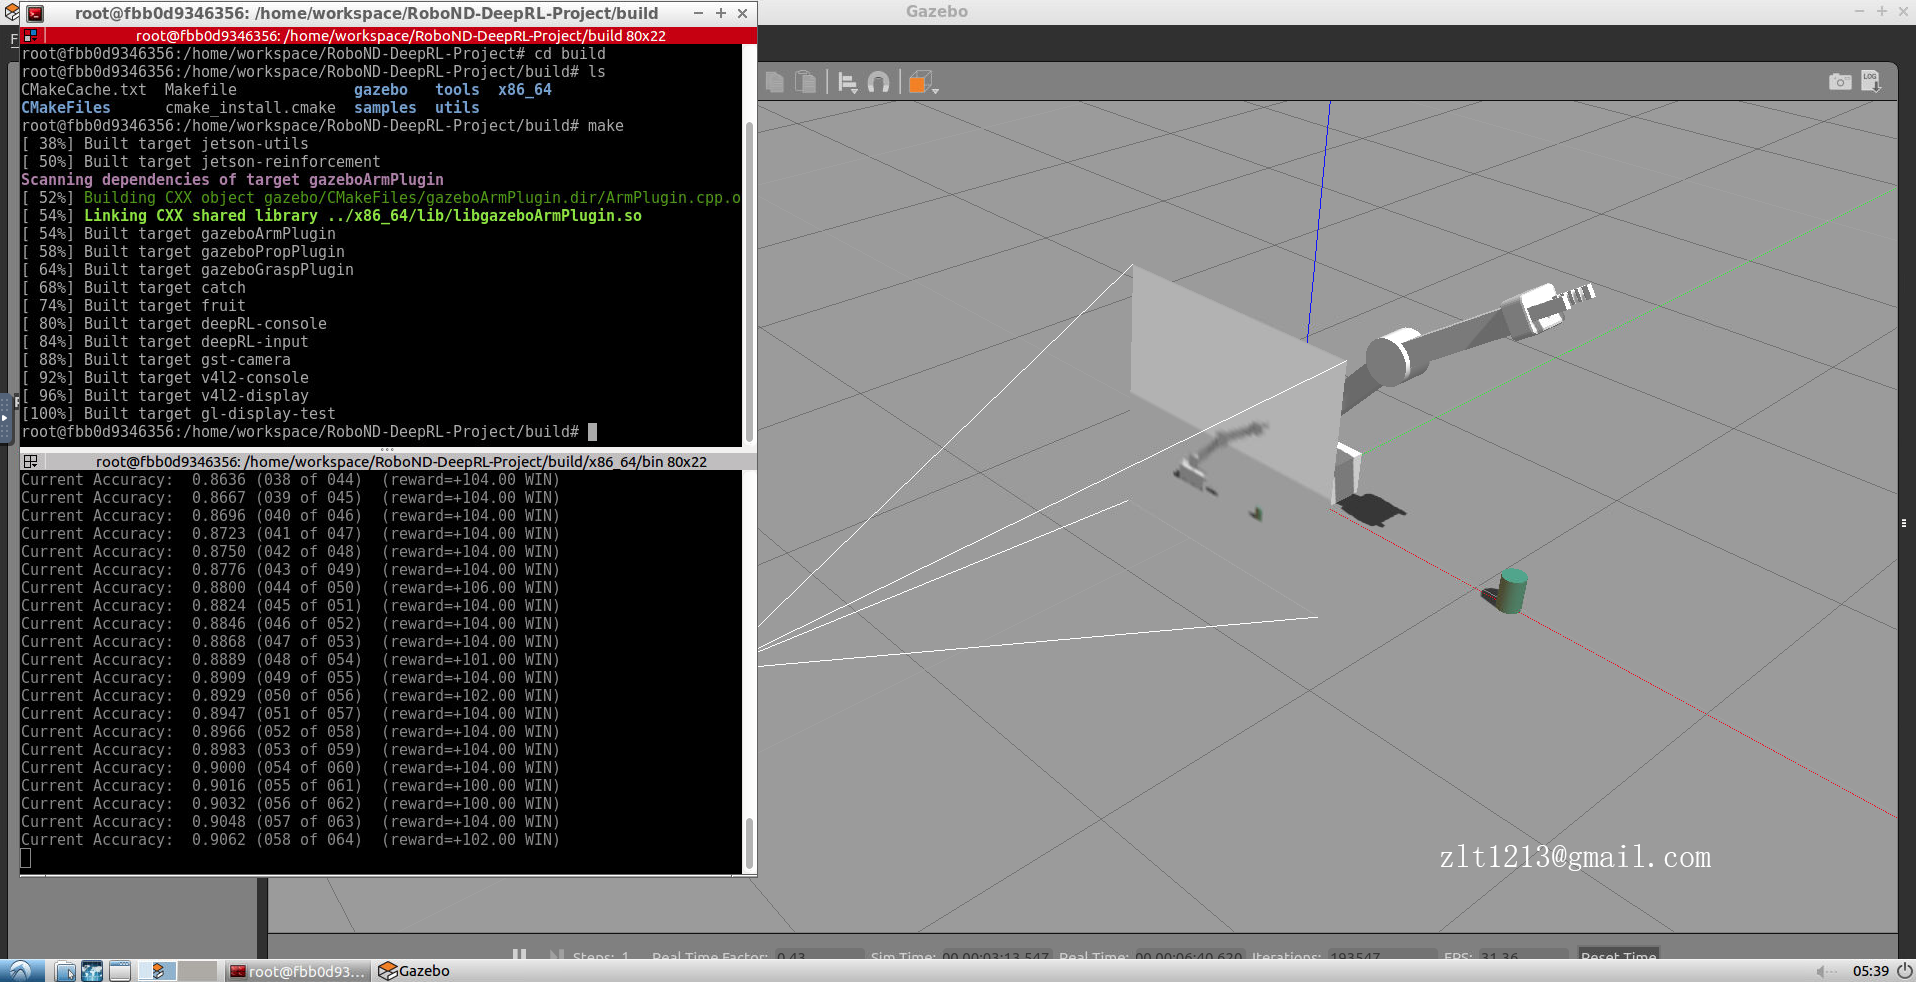 root@fbb0d9346356: /home/workspace/RoboND-DeepRL-Project/build
Gazebo
root@fbb0d9346356: /home/workspace/RoboND-DeepRL-Project/build 80x22
root@fbb0d9346356:/home/workspace/RoboND-DeepRL-Project# cd build
root@fbb0d9346356:/home/workspace/RoboND-DeepRL-Project/build# ls
CMakeCache.txt  Makefile             gazebo   tools  x86_64
CMakeFiles      cmake_install.cmake  samples  utils
root@fbb0d9346356:/home/workspace/RoboND-DeepRL-Project/build# make
[ 38%] Built target jetson-utils
[ 50%] Built target jetson-reinforcement
Scanning dependencies of target gazeboArmPlugin
[ 52%] Building CXX object gazebo/CMakeFiles/gazeboArmPlugin.dir/ArmPlugin.cpp.o
[ 54%] Linking CXX shared library ../x86_64/lib/libgazeboArmPlugin.so
[ 54%] Built target gazeboArmPlugin
[ 58%] Built target gazeboPropPlugin
[ 64%] Built target gazeboGraspPlugin
[ 68%] Built target catch
[ 74%] Built target fruit
[ 80%] Built target deepRL-console
[ 84%] Built target deepRL-input
[ 88%] Built target gst-camera
[ 92%] Built target v4l2-console
[ 96%] Built target v4l2-display
[100%] Built target gl-display-test
root@fbb0d9346356:/home/workspace/RoboND-DeepRL-Project/build#
root@fbb0d9346356: /home/workspace/RoboND-DeepRL-Project/build/x86_64/bin 80x22
Current Accuracy:  0.8636 (038 of 044)  (reward=+104.00 WIN)
Current Accuracy:  0.8667 (039 of 045)  (reward=+104.00 WIN)
Current Accuracy:  0.8696 (040 of 046)  (reward=+104.00 WIN)
Current Accuracy:  0.8723 (041 of 047)  (reward=+104.00 WIN)
Current Accuracy:  0.8750 (042 of 048)  (reward=+104.00 WIN)
Current Accuracy:  0.8776 (043 of 049)  (reward=+104.00 WIN)
Current Accuracy:  0.8800 (044 of 050)  (reward=+106.00 WIN)
Current Accuracy:  0.8824 (045 of 051)  (reward=+104.00 WIN)
Current Accuracy:  0.8846 (046 of 052)  (reward=+104.00 WIN)
Current Accuracy:  0.8868 (047 of 053)  (reward=+104.00 WIN)
Current Accuracy:  0.8889 (048 of 054)  (reward=+101.00 WIN)
Current Accuracy:  0.8909 (049 of 055)  (reward=+104.00 WIN)
Current Accuracy:  0.8929 (050 of 056)  (reward=+102.00 WIN)
Current Accuracy:  0.8947 (051 of 057)  (reward=+104.00 WIN)
Current Accuracy:  0.8966 (052 of 058)  (reward=+104.00 WIN)
Current Accuracy:  0.8983 (053 of 059)  (reward=+104.00 WIN)
Current Accuracy:  0.9000 (054 of 060)  (reward=+104.00 WIN)
Current Accuracy:  0.9016 (055 of 061)  (reward=+100.00 WIN)
Current Accuracy:  0.9032 (056 of 062)  (reward=+100.00 WIN)
Current Accuracy:  0.9048 (057 of 063)  (reward=+104.00 WIN)
Current Accuracy:  0.9062 (058 of 064)  (reward=+102.00 WIN)
LOG
zlt1213@gmail.com
Steps: 1 Real Time Factor: 0.43 Sim Time: 00 00:03:13.547 Real Time: 00 00:06:40.620 Iterations: 193547 FPS: 31.36 Reset Time
root@fbb0d93... Gazebo 05:39